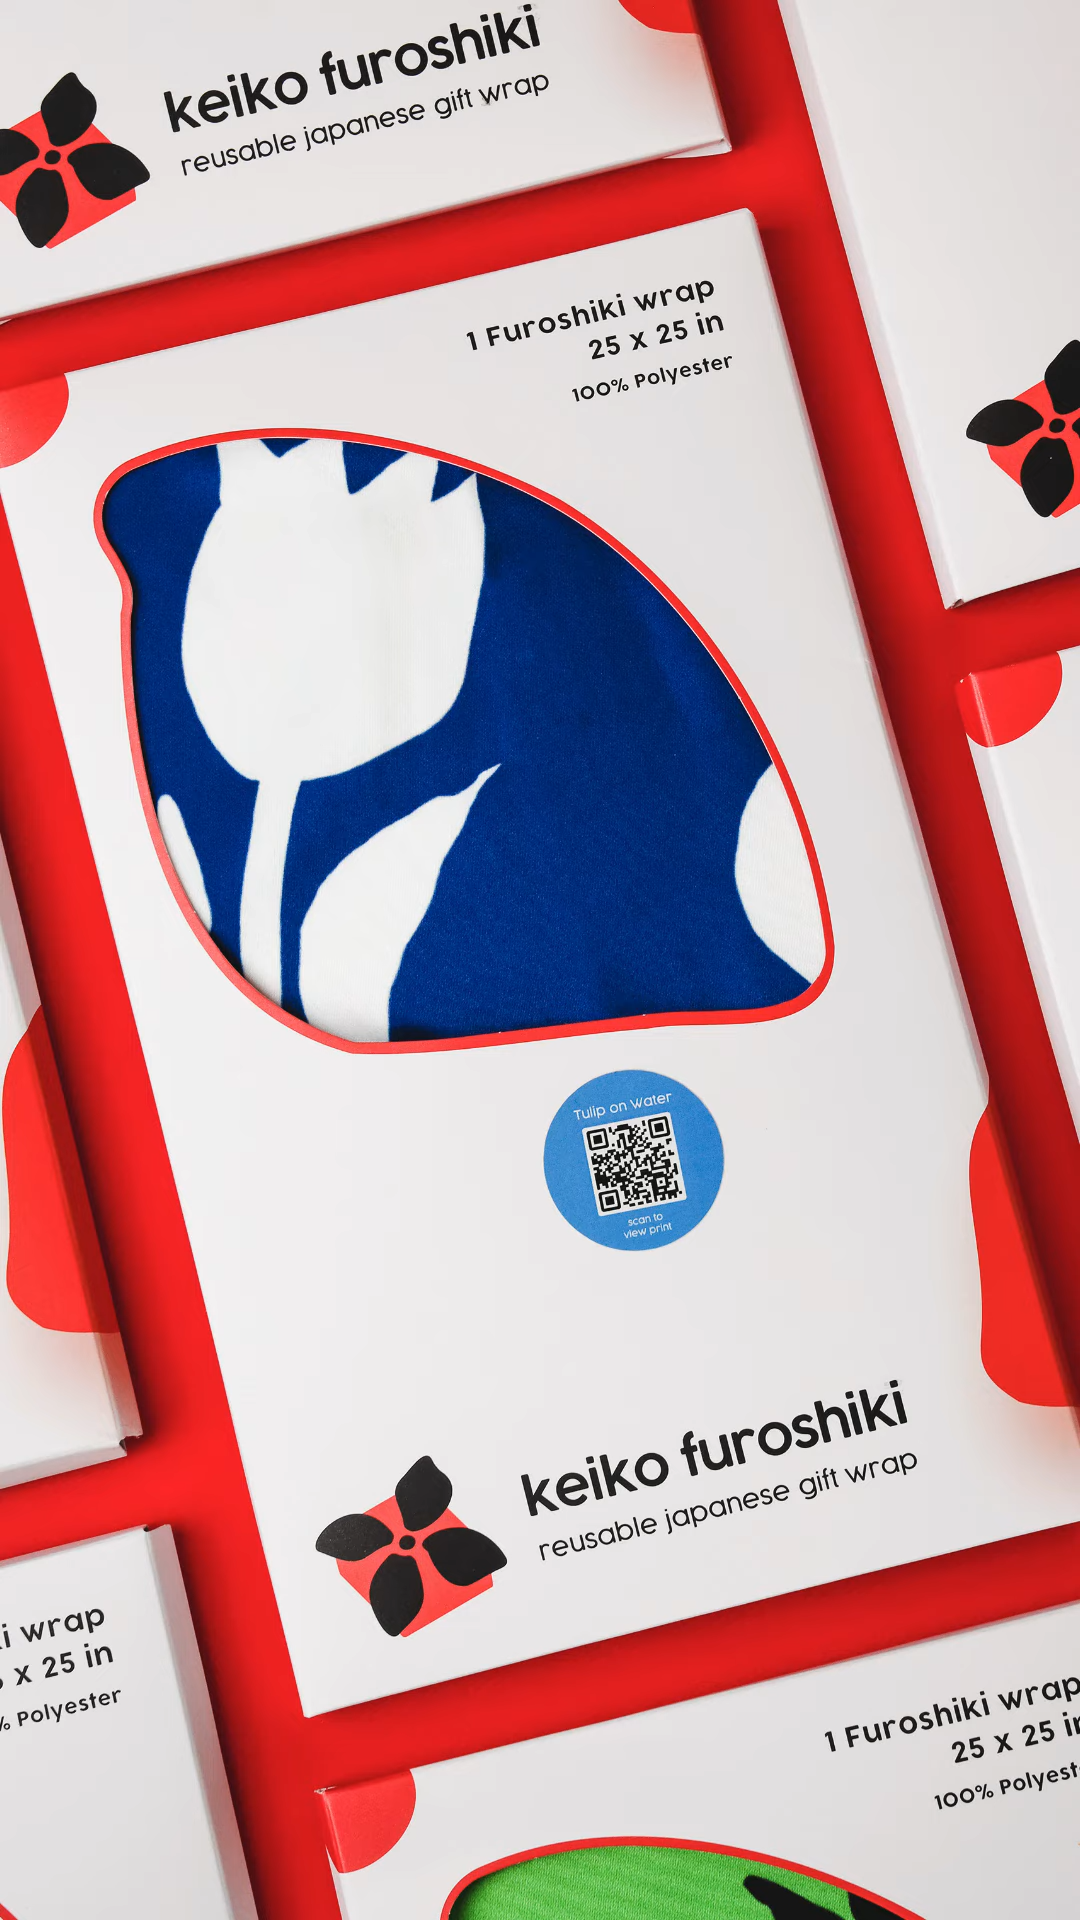 keiko furoshiki
reusable japanese gift wrap
1 Furoshiki wrap
25 x 25 in
100% Polyester
Tulip on Water
scan to
view print
keiko furoshiki
reusable japanese gift wrap
wrap
x 25 in
% Polyester
1 Furoshiki wrap
25 x 25 in
100%